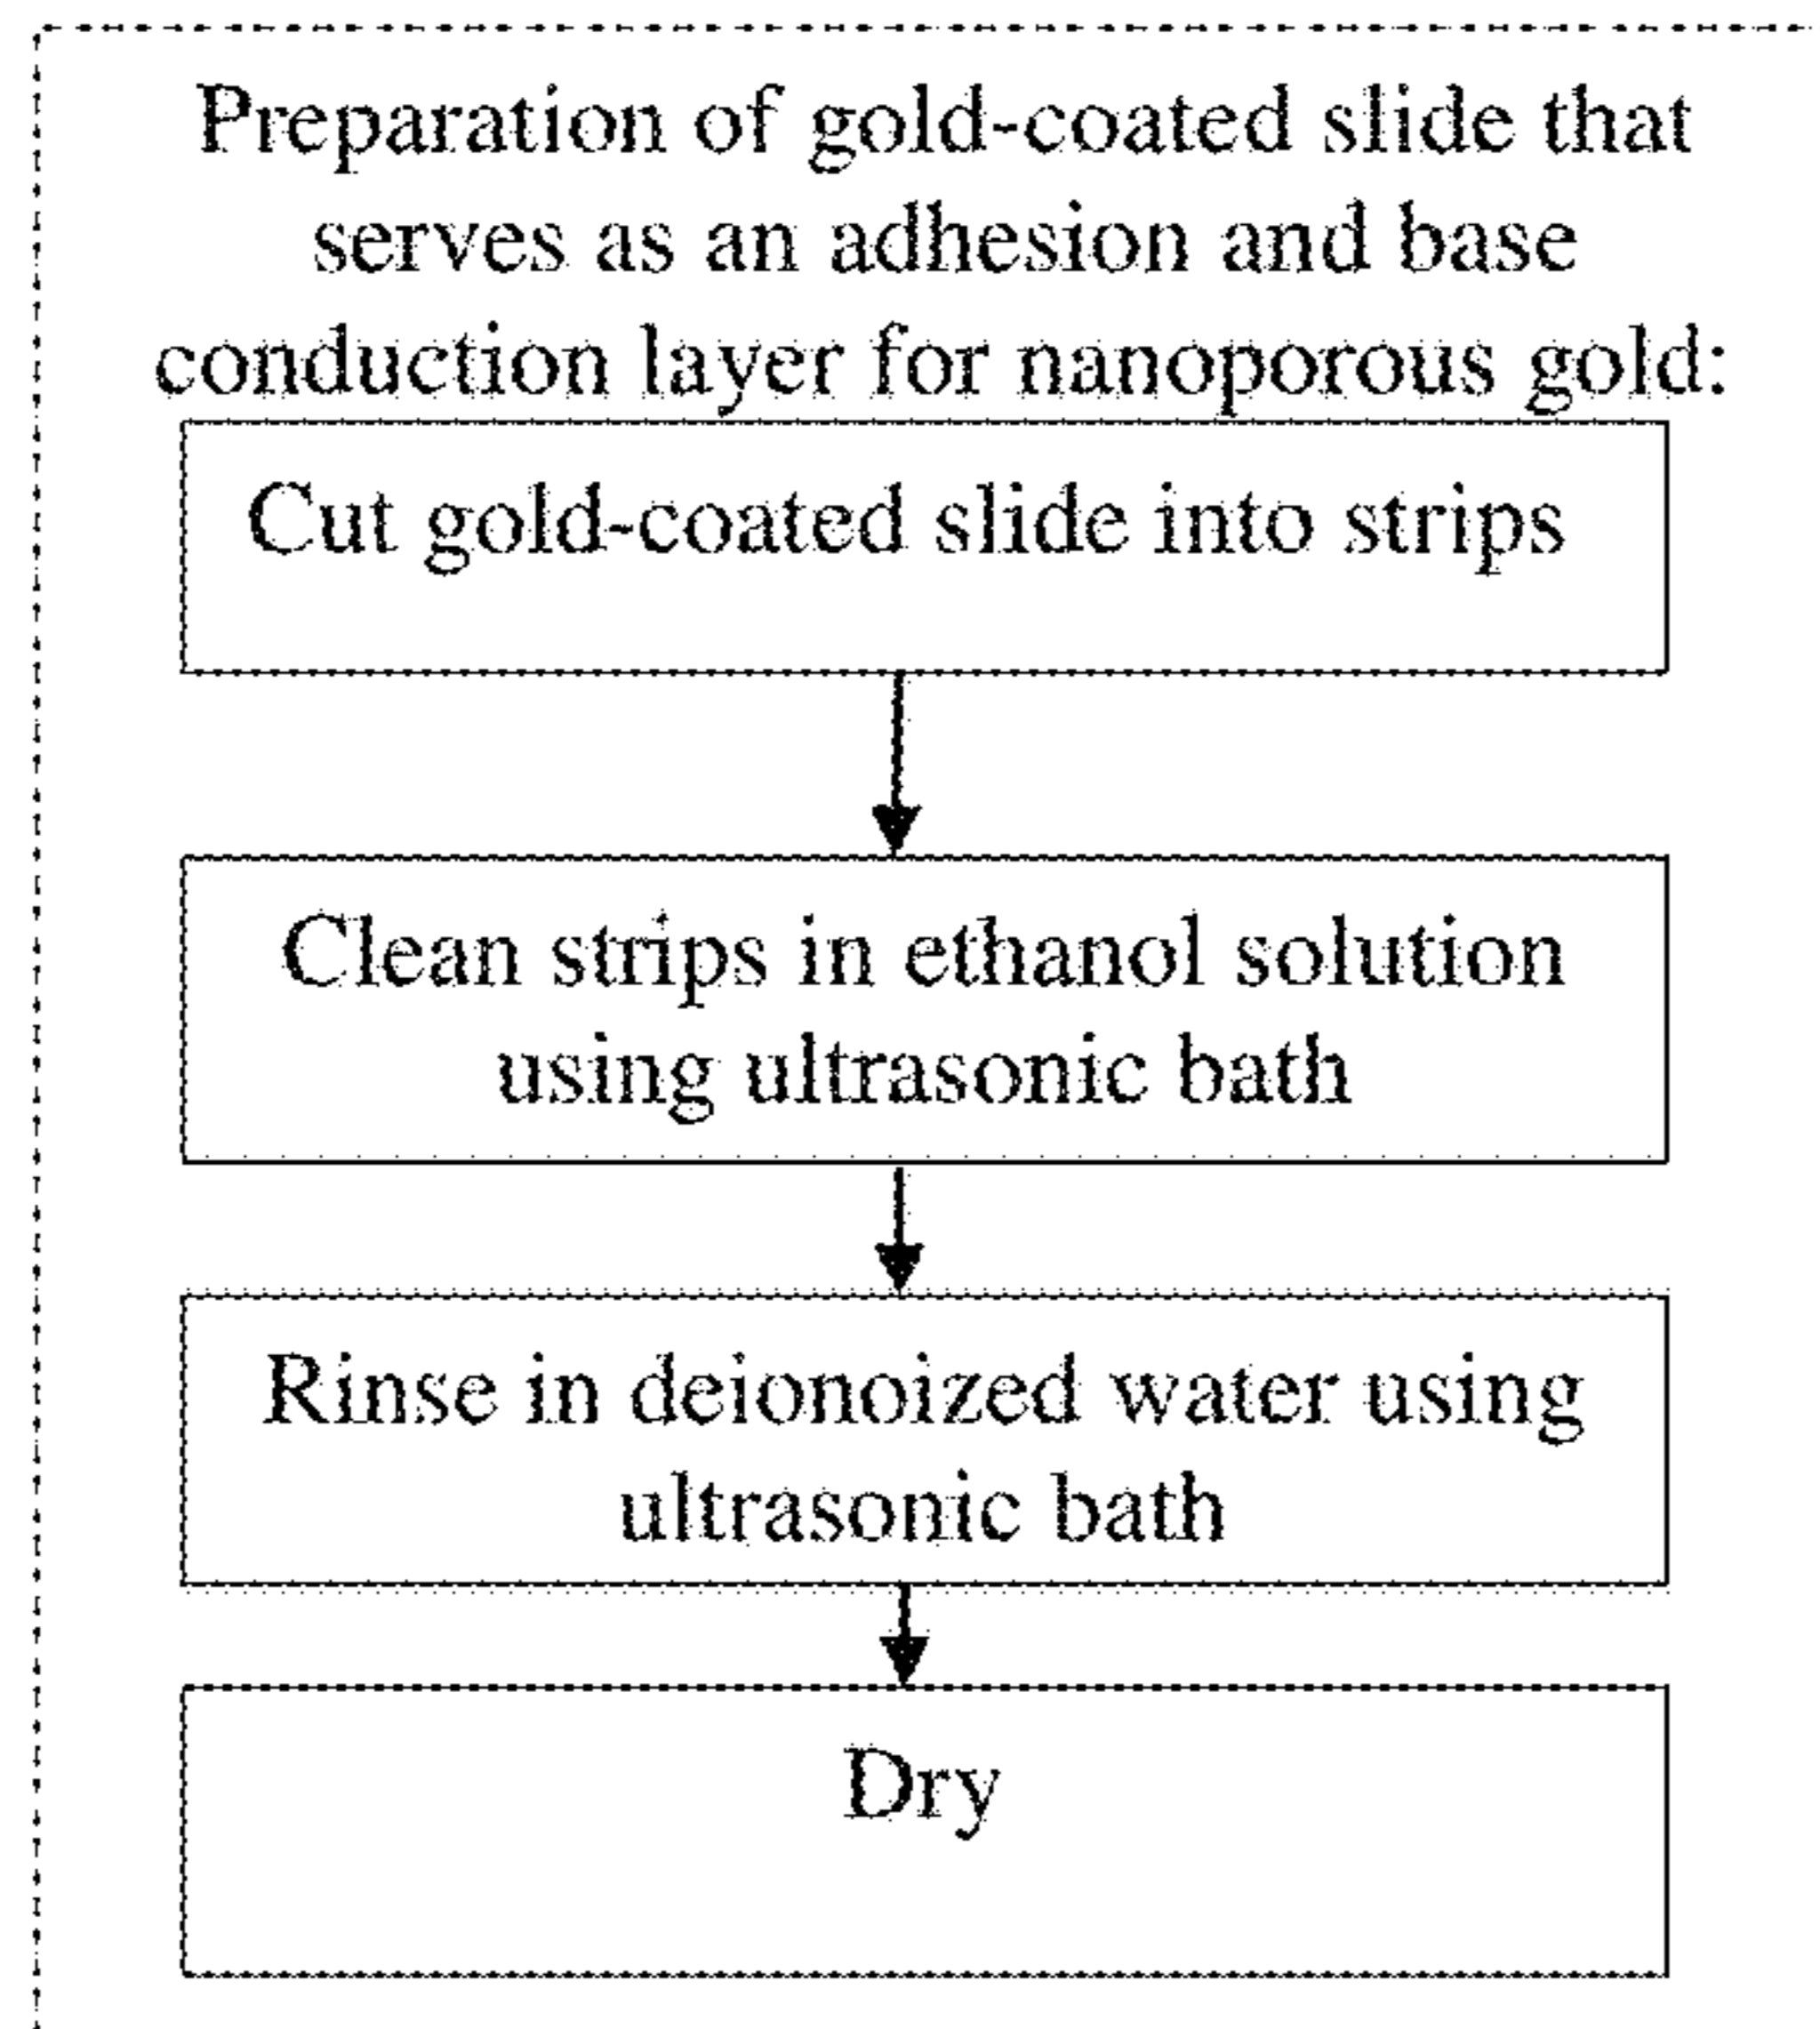 Preparation of gold-coated slide that
serves as an adhesion and base
conduction layer for nanoporous gold:
Cut gold-coated slide into strips
Clean strips in ethanol solution
using ultrasonic bath
Rinse in deionoized water using
ultrasonic bath
Dry